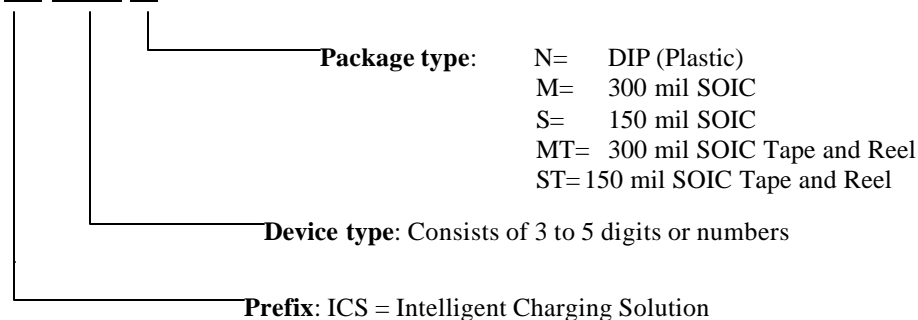 Package type: N= DIP (Plastic)
M= 300 mil SOIC
S= 150 mil SOIC
MT= 300 mil SOIC Tape and Reel
ST= 150 mil SOIC Tape and Reel
Device type: Consists of 3 to 5 digits or numbers
Prefix: ICS = Intelligent Charging Solution